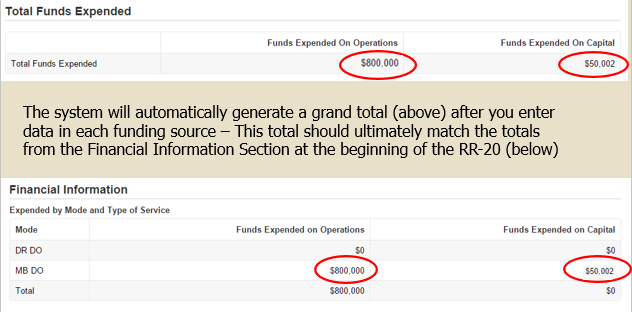 Total Funds Expended
Funds Expended On Operations Funds Expended On Capital
Total Funds Expended $800,000 $50,002
The system will automatically generate a grand total (above) after you enter
data in each funding source – This total should ultimately match the totals
from the Financial Information Section at the beginning of the RR-20 (below)
Financial Information
Expended by Mode and Type of Service
Mode Funds Expended on Operations Funds Expended on Capital
DR DO $0 $0
MB DO $800,000 $50,002
Total $800,000 $0